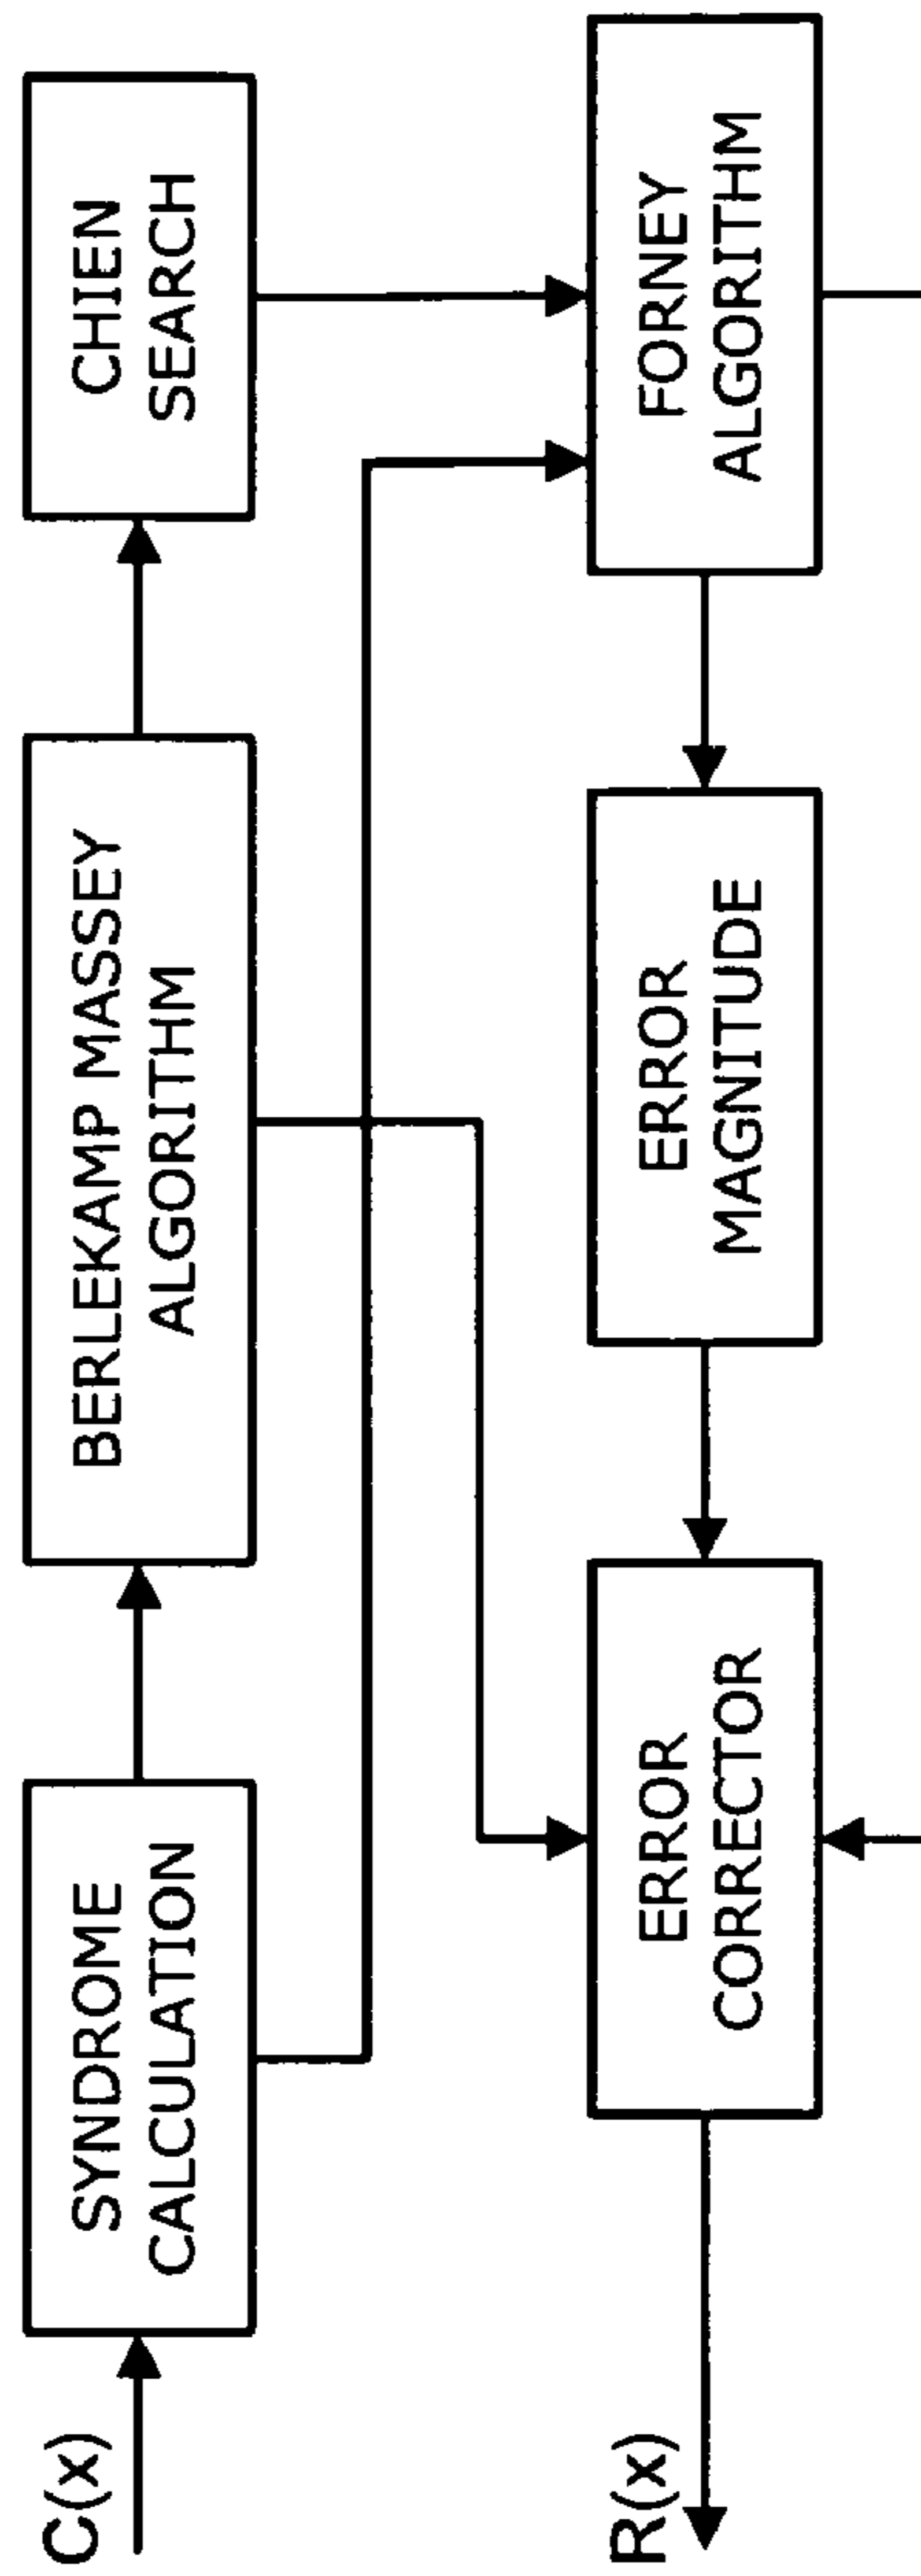 C(x)
SYNDROME
CALCULATION
BERLEKAMP MASSEY
ALGORITHM
CHIEN
SEARCH
R(x)
ERROR
CORRECTOR
ERROR
MAGNITUDE
FORNEY
ALGORITHM